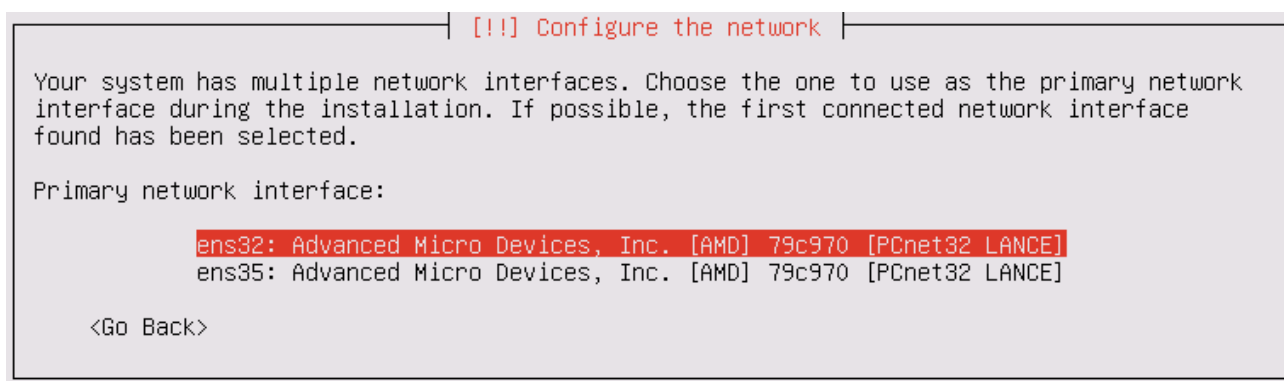 [!!] Configure the network
Your system has multiple network interfaces. Choose the one to use as the primary network
interface during the installation. If possible, the first connected network interface
found has been selected.
Primary network interface:
ens32: Advanced Micro Devices, Inc. [AMD] 79c970 [PCnet32 LANCE]
ens35: Advanced Micro Devices, Inc. [AMD] 79c970 [PCnet32 LANCE]
<Go Back>